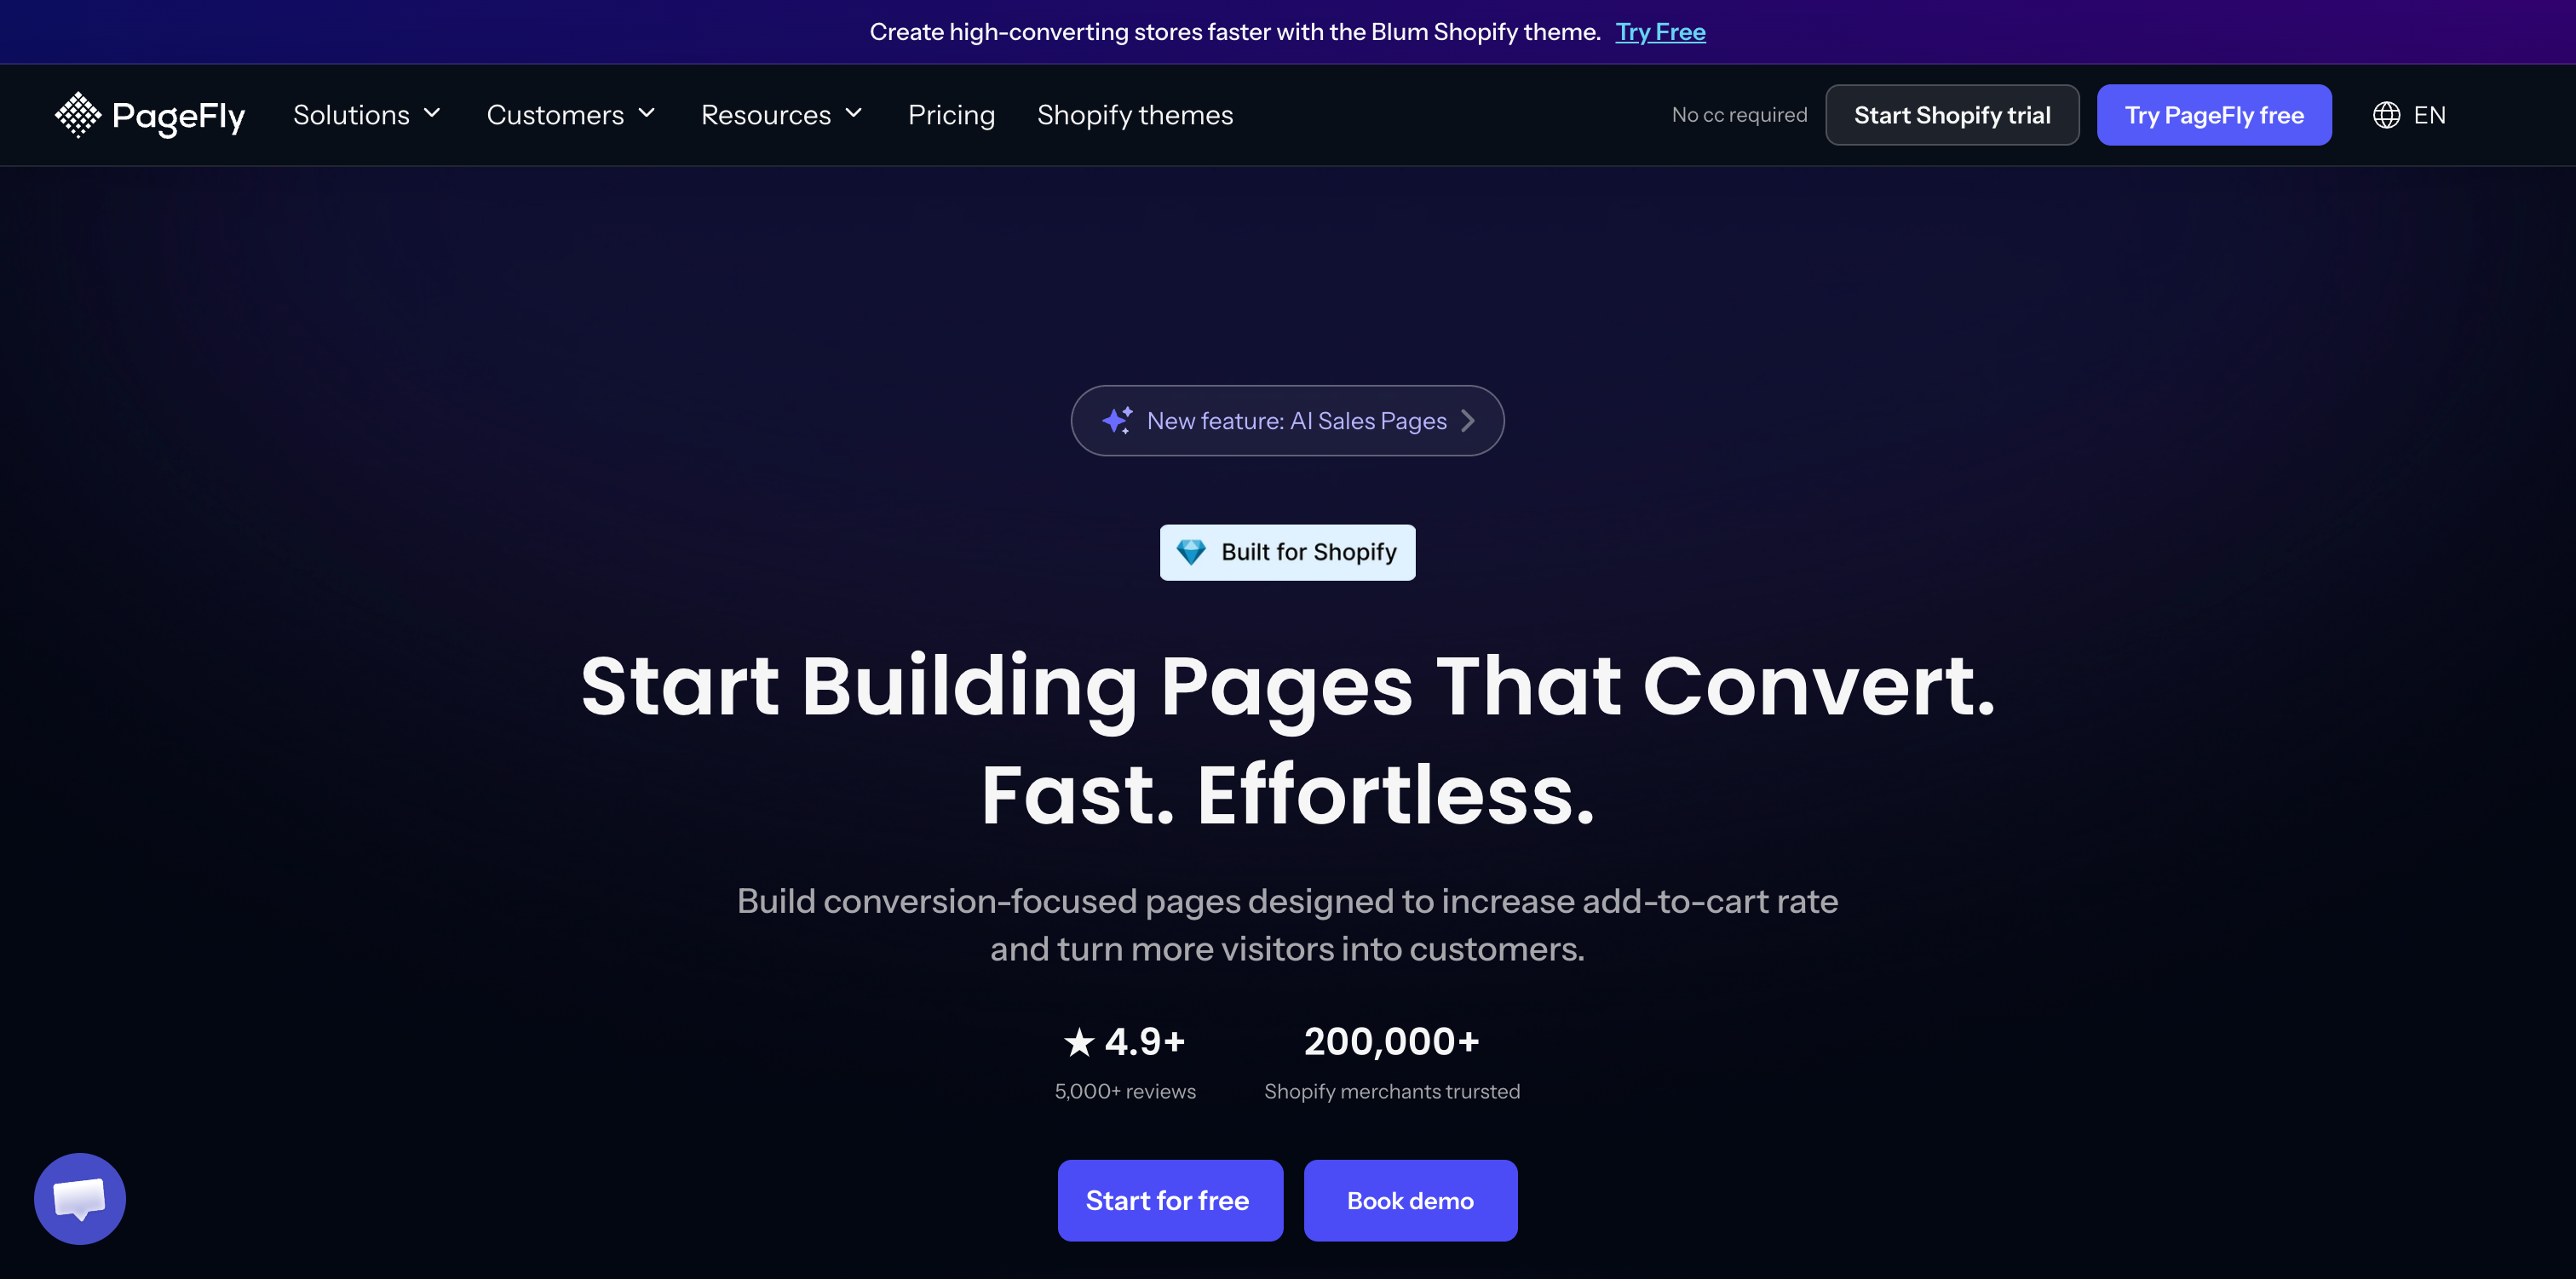 Create high-converting stores faster with the Blum Shopify theme. Try Free
PageFly Solutions Customers Resources Pricing Shopify themes No cc required Start Shopify trial Try PageFly free EN
New feature: AI Sales Pages
Built for Shopify
Start Building Pages That Convert.
Fast. Effortless.
Build conversion-focused pages designed to increase add-to-cart rate
and turn more visitors into customers.
★ 4.9+ 200,000+
5,000+ reviews Shopify merchants trursted
Start for free Book demo